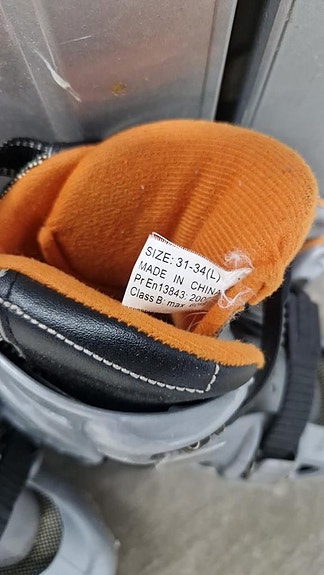 SIZE: 31-34(L)
MADE IN CHINA
PrEn13843: 200
Class B: max